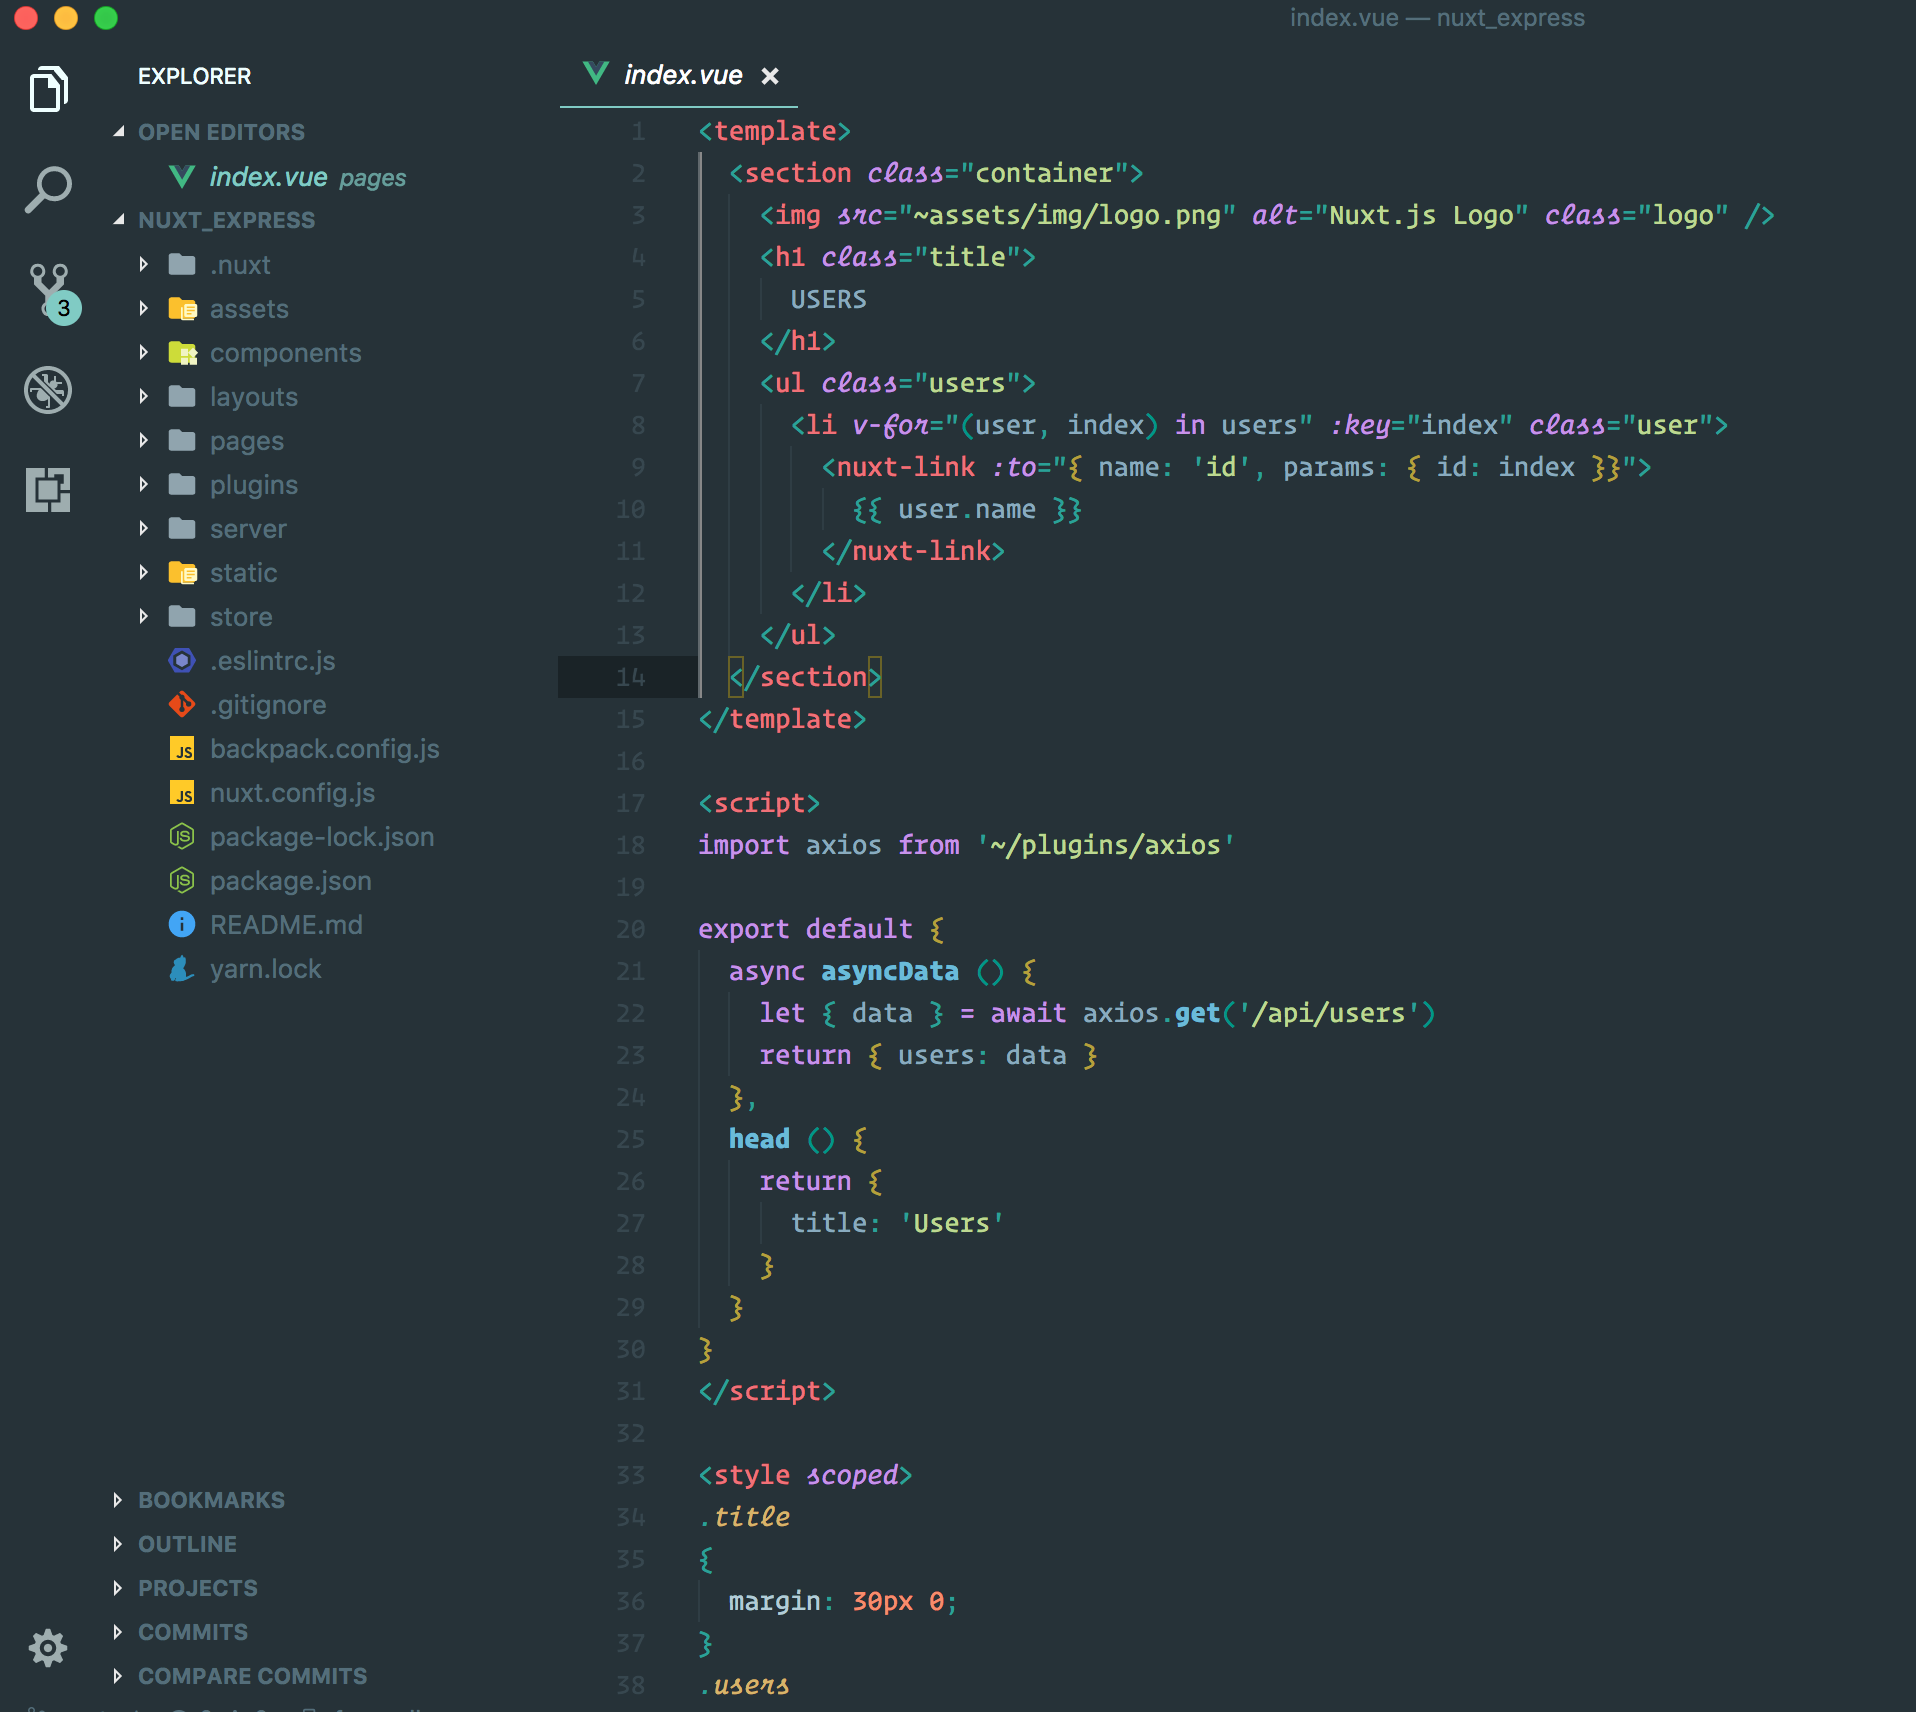 index.vue — nuxt_express
EXPLORER
OPEN EDITORS
index.vue pages
NUXT_EXPRESS
.nuxt
assets
components
layouts
pages
plugins
server
static
store
.eslintrc.js
.gitignore
JS backpack.config.js
JS nuxt.config.js
JS package-lock.json
JS package.json
README.md
yarn.lock
BOOKMARKS
OUTLINE
PROJECTS
COMMITS
COMPARE COMMITS
3
index.vue ×
1 <template>
2   <section class="container">
3     <img src="~assets/img/logo.png" alt="Nuxt.js Logo" class="logo" />
4     <h1 class="title">
5       USERS
6     </h1>
7     <ul class="users">
8       <li v-for="(user, index) in users" :key="index" class="user">
9         <nuxt-link :to="{ name: 'id', params: { id: index }}">
10           {{ user.name }}
11         </nuxt-link>
12       </li>
13     </ul>
14   </section>
15 </template>
16
17 <script>
18 import axios from '~/plugins/axios'
19
20 export default {
21   async asyncData () {
22     let { data } = await axios.get('/api/users')
23     return { users: data }
24   },
25   head () {
26     return {
27       title: 'Users'
28     }
29   }
30 }
31 </script>
32
33 <style scoped>
34 .title
35 {
36   margin: 30px 0;
37 }
38 .users